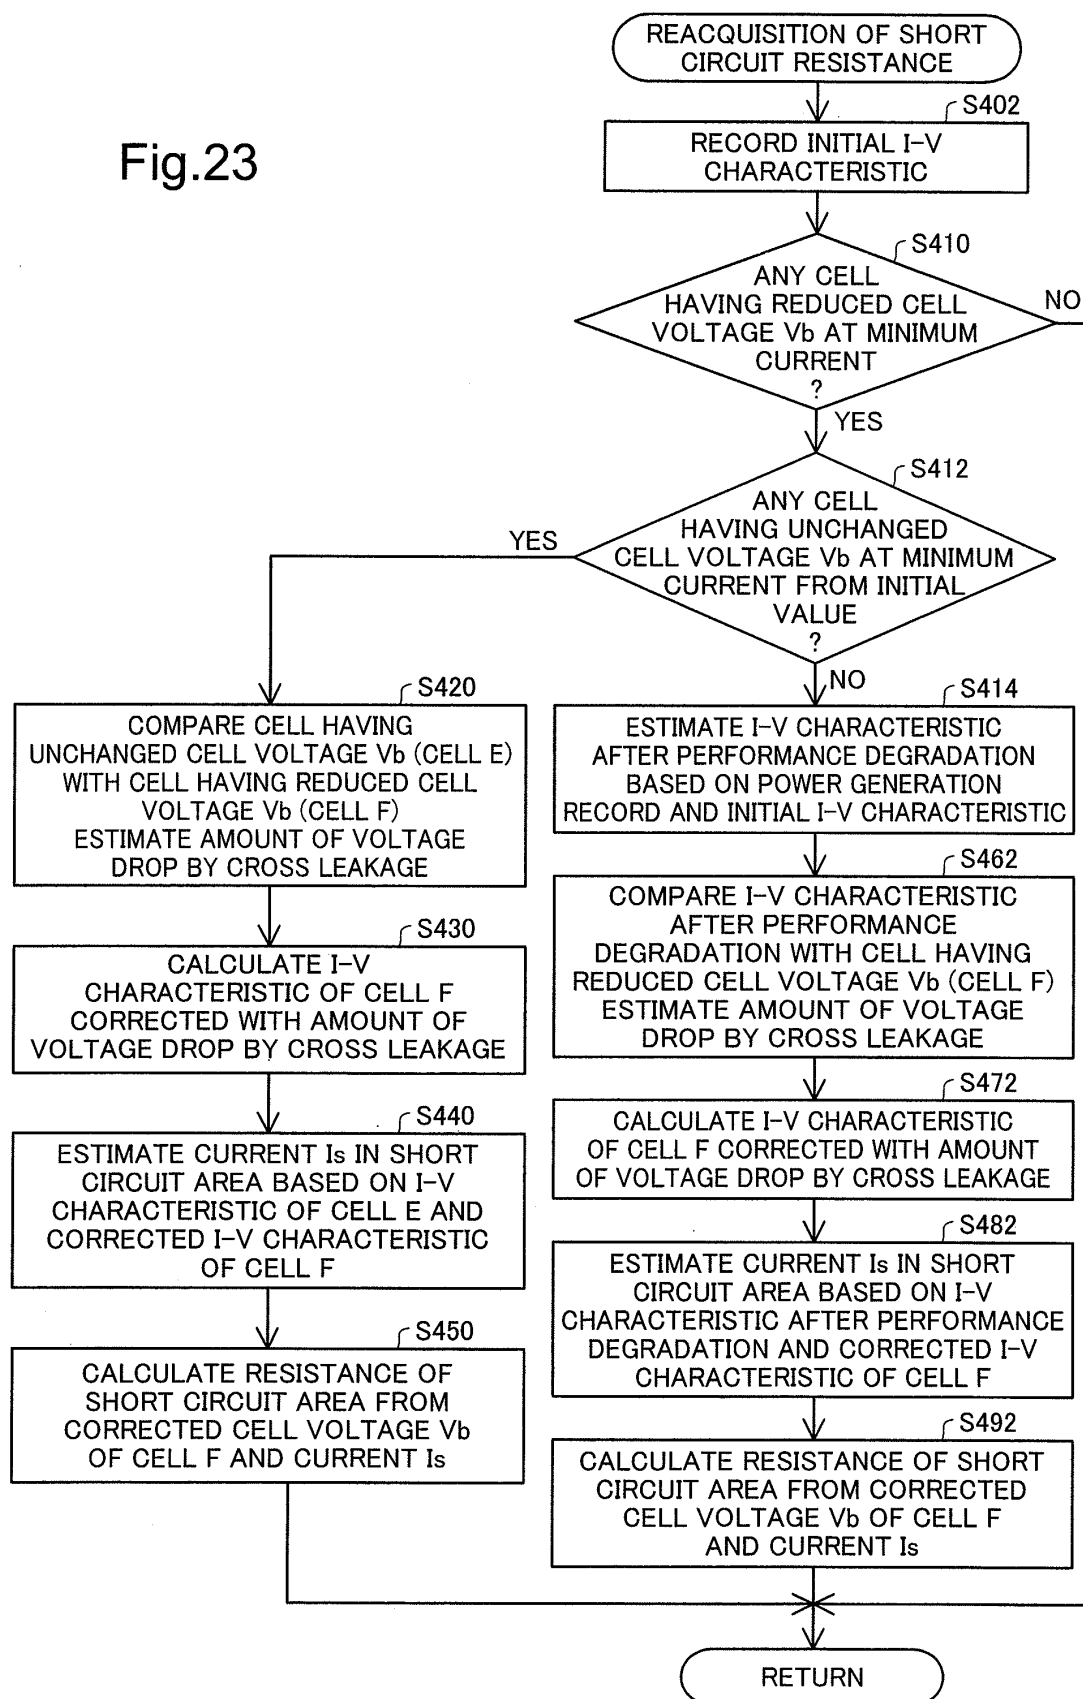 Fig.23
REACQUISITION OF SHORT
CIRCUIT RESISTANCE
S402
RECORD INITIAL I-V
CHARACTERISTIC
S410
ANY CELL
HAVING REDUCED CELL
VOLTAGE Vb AT MINIMUM
CURRENT
?
NO
YES
S412
ANY CELL
HAVING UNCHANGED
CELL VOLTAGE Vb AT MINIMUM
CURRENT FROM INITIAL
VALUE
?
YES
NO
S420
COMPARE CELL HAVING
UNCHANGED CELL VOLTAGE Vb (CELL E)
WITH CELL HAVING REDUCED CELL
VOLTAGE Vb (CELL F)
ESTIMATE AMOUNT OF VOLTAGE
DROP BY CROSS LEAKAGE
S430
CALCULATE I-V
CHARACTERISTIC OF CELL F
CORRECTED WITH AMOUNT OF
VOLTAGE DROP BY CROSS LEAKAGE
S440
ESTIMATE CURRENT Is IN SHORT
CIRCUIT AREA BASED ON I-V
CHARACTERISTIC OF CELL E AND
CORRECTED I-V CHARACTERISTIC
OF CELL F
S450
CALCULATE RESISTANCE OF
SHORT CIRCUIT AREA FROM
CORRECTED CELL VOLTAGE Vb
OF CELL F AND CURRENT Is
S414
ESTIMATE I-V CHARACTERISTIC
AFTER PERFORMANCE DEGRADATION
BASED ON POWER GENERATION
RECORD AND INITIAL I-V CHARACTERISTIC
S462
COMPARE I-V CHARACTERISTIC
AFTER PERFORMANCE
DEGRADATION WITH CELL HAVING
REDUCED CELL VOLTAGE Vb (CELL F)
ESTIMATE AMOUNT OF VOLTAGE
DROP BY CROSS LEAKAGE
S472
CALCULATE I-V CHARACTERISTIC
OF CELL F CORRECTED WITH AMOUNT
OF VOLTAGE DROP BY CROSS LEAKAGE
S482
ESTIMATE CURRENT Is IN SHORT
CIRCUIT AREA BASED ON I-V
CHARACTERISTIC AFTER PERFORMANCE
DEGRADATION AND CORRECTED I-V
CHARACTERISTIC OF CELL F
S492
CALCULATE RESISTANCE OF SHORT
CIRCUIT AREA FROM CORRECTED
CELL VOLTAGE Vb OF CELL F
AND CURRENT Is
RETURN